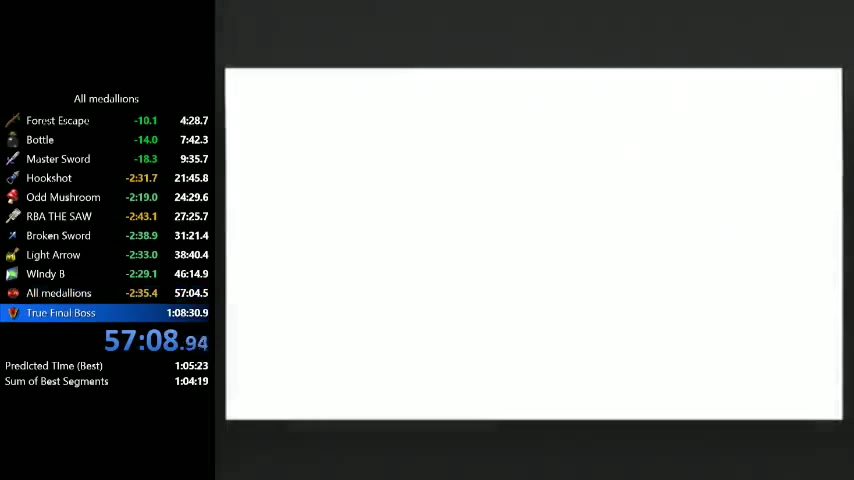 All medallions
Forest Escape -10.1 4:28.7
Bottle -14.0 7:42.3
Master Sword -18.3 9:35.7
Hookshot -2:31.7 21:45.8
Odd Mushroom -2:19.0 24:29.6
RBA THE SAW -2:43.1 27:25.7
Broken Sword -2:38.9 31:21.4
Light Arrow -2:33.0 38:40.4
Windy B -2:29.1 46:14.9
All medallions -2:35.4 57:04.5
True Final Boss 1:08:30.9
57:08.94
Predicted Time (Best) 1:05:23
Sum of Best Segments 1:04:19